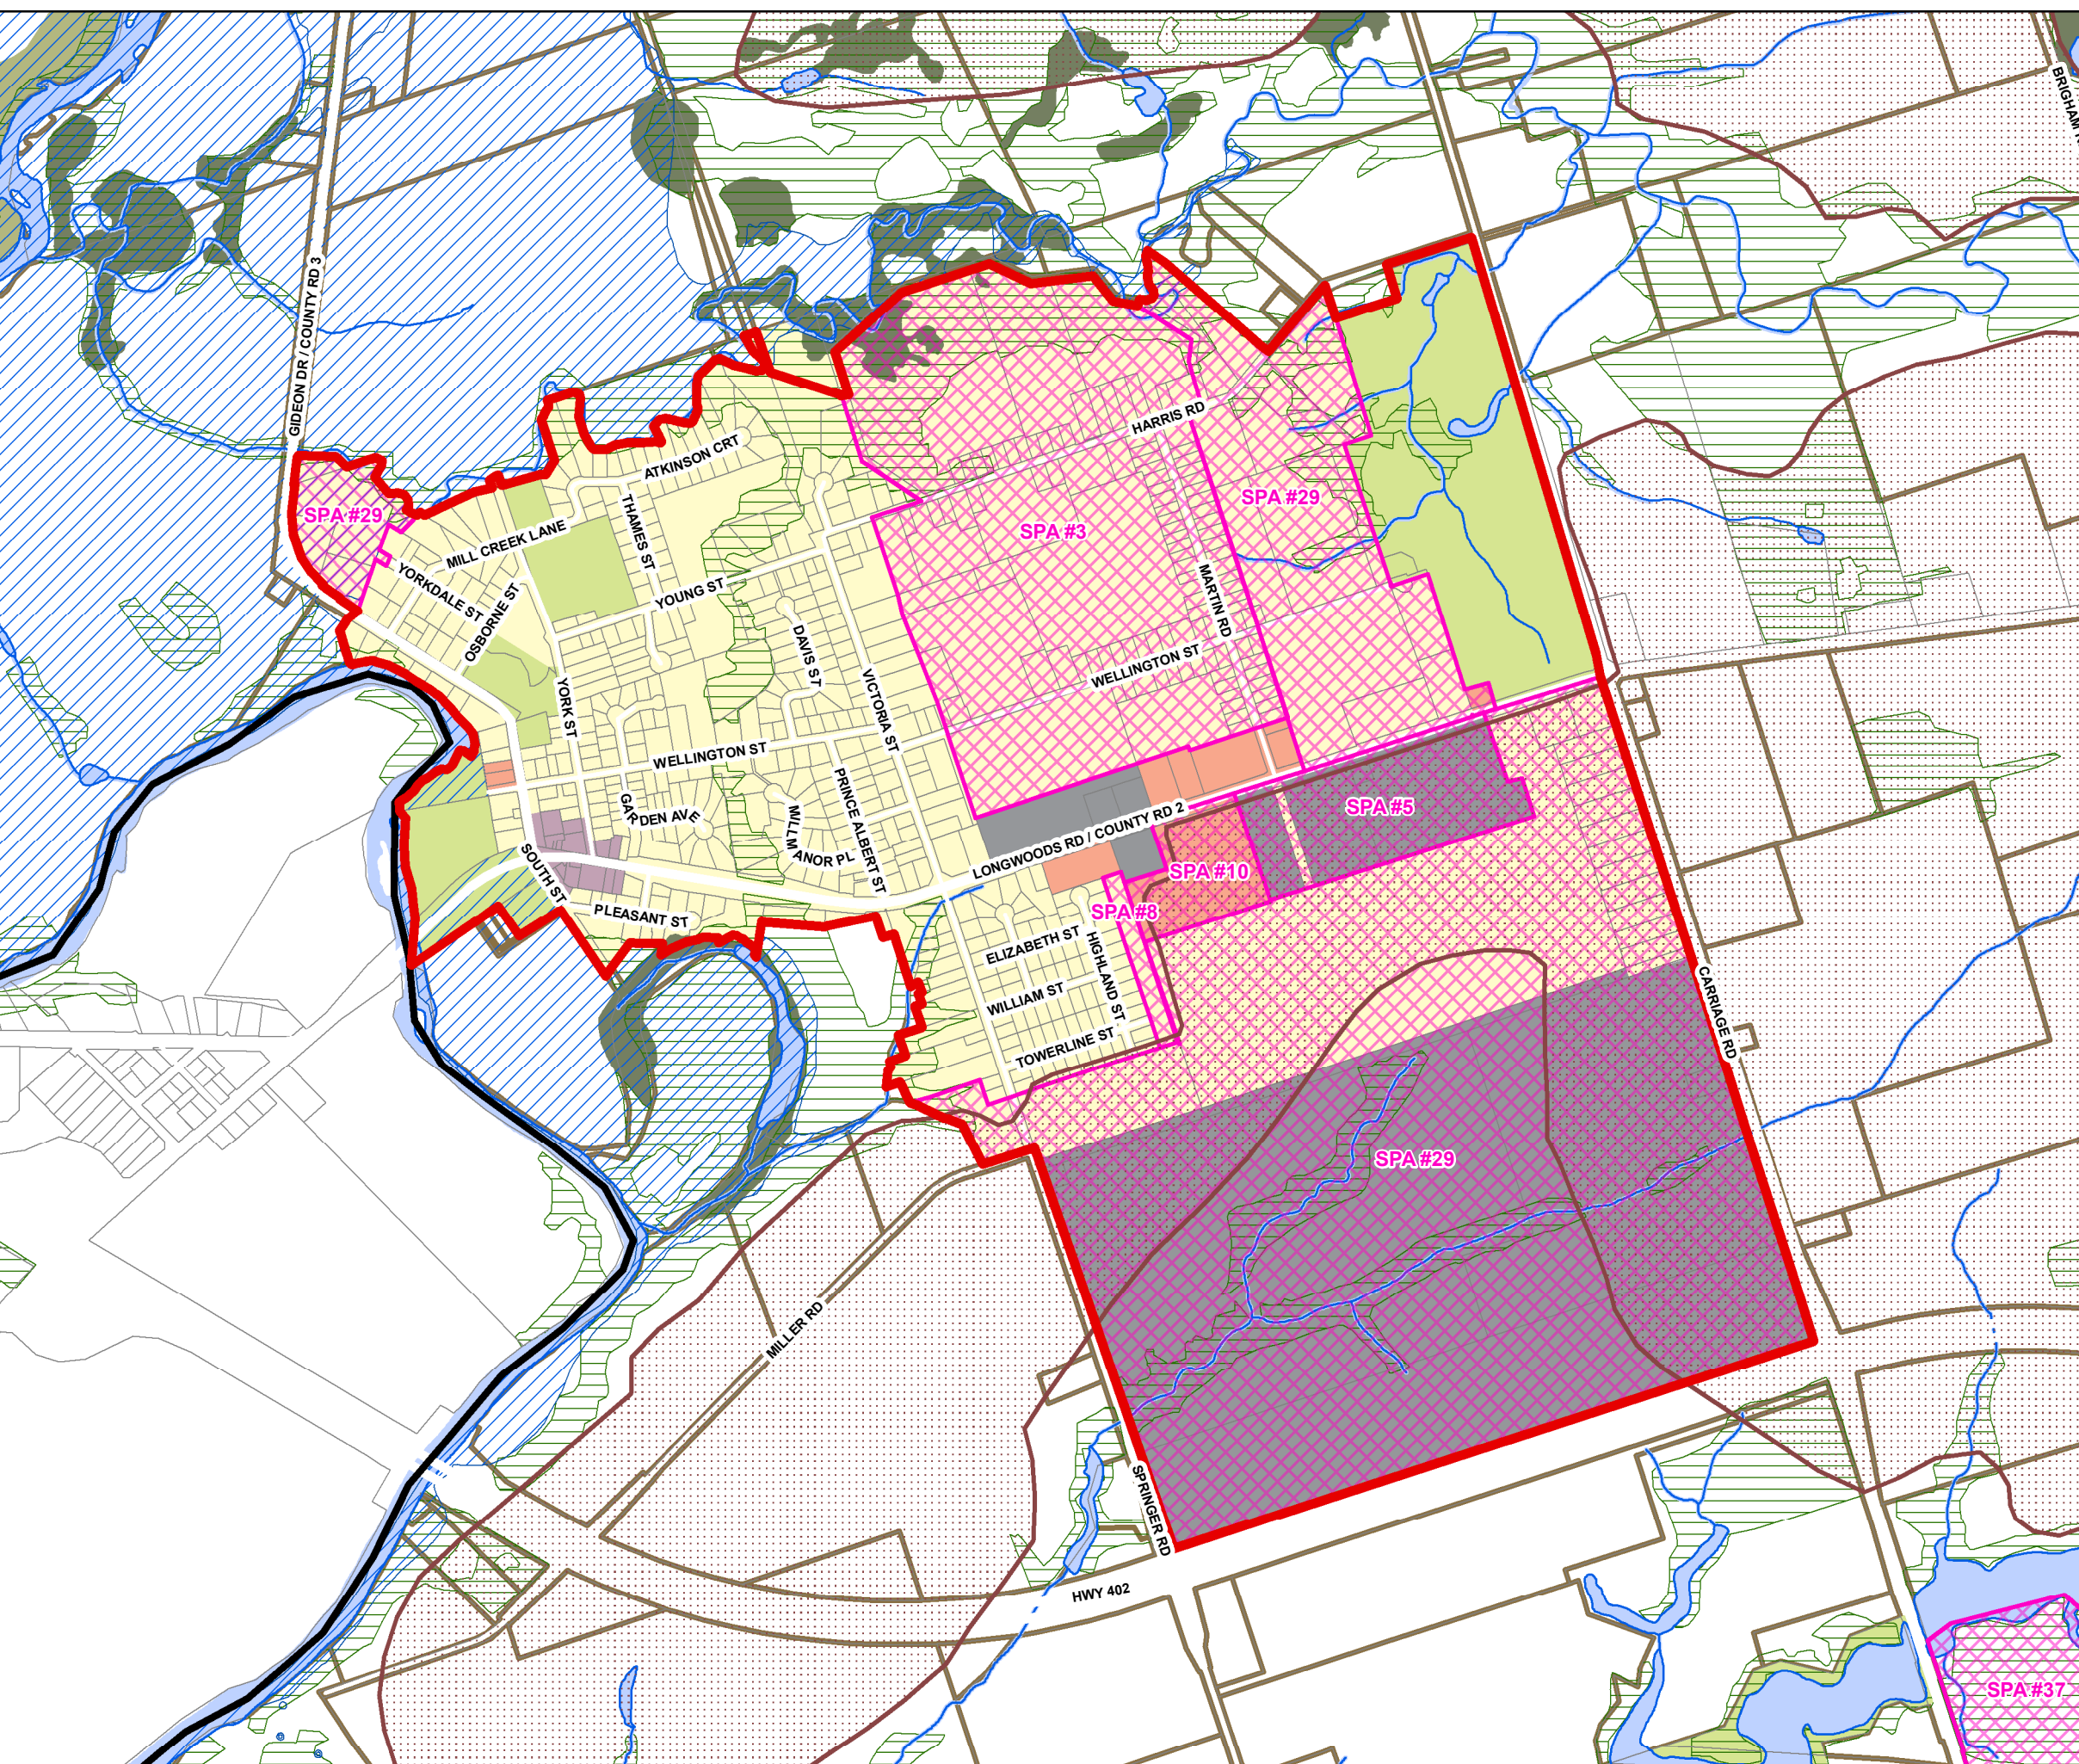 BRIGHAM
GIDEON DR / COUNTY RD 3
HARRIS RD
ATKINSON CRT
SPA #29
SPA #29
SPA #3
THAMES ST
MILL CREEK LANE
YORKDALE ST
OSBORNE ST
YOUNG ST
MARTIN RD
DAVIS ST
WELLINGTON ST
VICTORIA ST
YORK ST
WELLINGTON ST
PRINCE ALBERT ST
GARDEN AVE
MILL MANOR PL
SPA #5
LONGWOODS RD / COUNTY RD 2
SOUTH ST
SPA #10
PLEASANT ST
SPA #8
ELIZABETH ST
HIGHLAND ST
WILLIAM ST
CARRIAGE RD
TOWERLINE ST
SPA #29
MILLER RD
SPRINGER RD
HWY 402
SPA #37